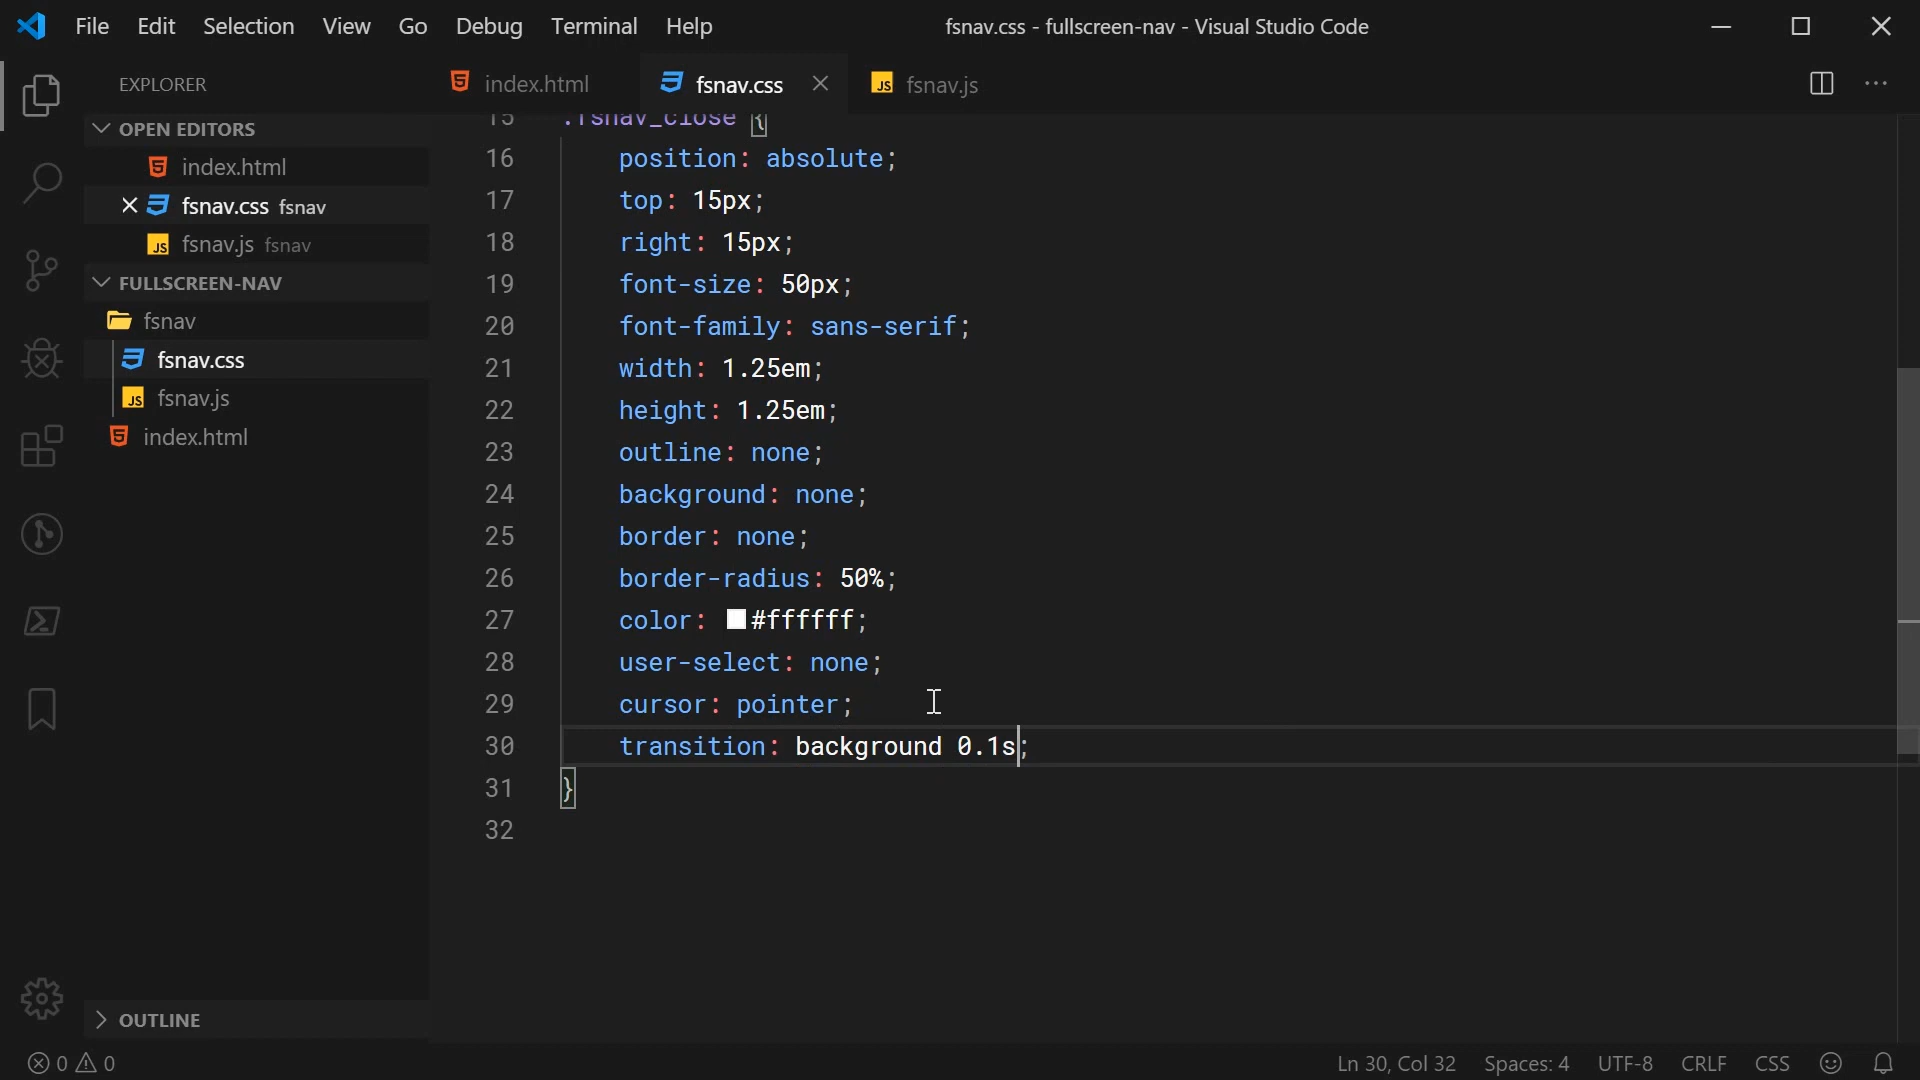 File Edit Selection View Go Debug Terminal Help fsnav.css - fullscreen-nav - Visual Studio Code
EXPLORER
index.html
fsnav.css
JS fsnav.js
OPEN EDITORS
index.html
fsnav.css fsnav
JS fsnav.js fsnav
FULLSCREEN-NAV
fsnav
fsnav.css
JS fsnav.js
index.html
OUTLINE
15 .fsnav_close {
16 position: absolute;
17 top: 15px;
18 right: 15px;
19 font-size: 50px;
20 font-family: sans-serif;
21 width: 1.25em;
22 height: 1.25em;
23 outline: none;
24 background: none;
25 border: none;
26 border-radius: 50%;
27 color: #ffffff;
28 user-select: none;
29 cursor: pointer;
30 transition: background 0.1s;
31 }
32
0 0 Ln 30, Col 32 Spaces: 4 UTF-8 CRLF CSS